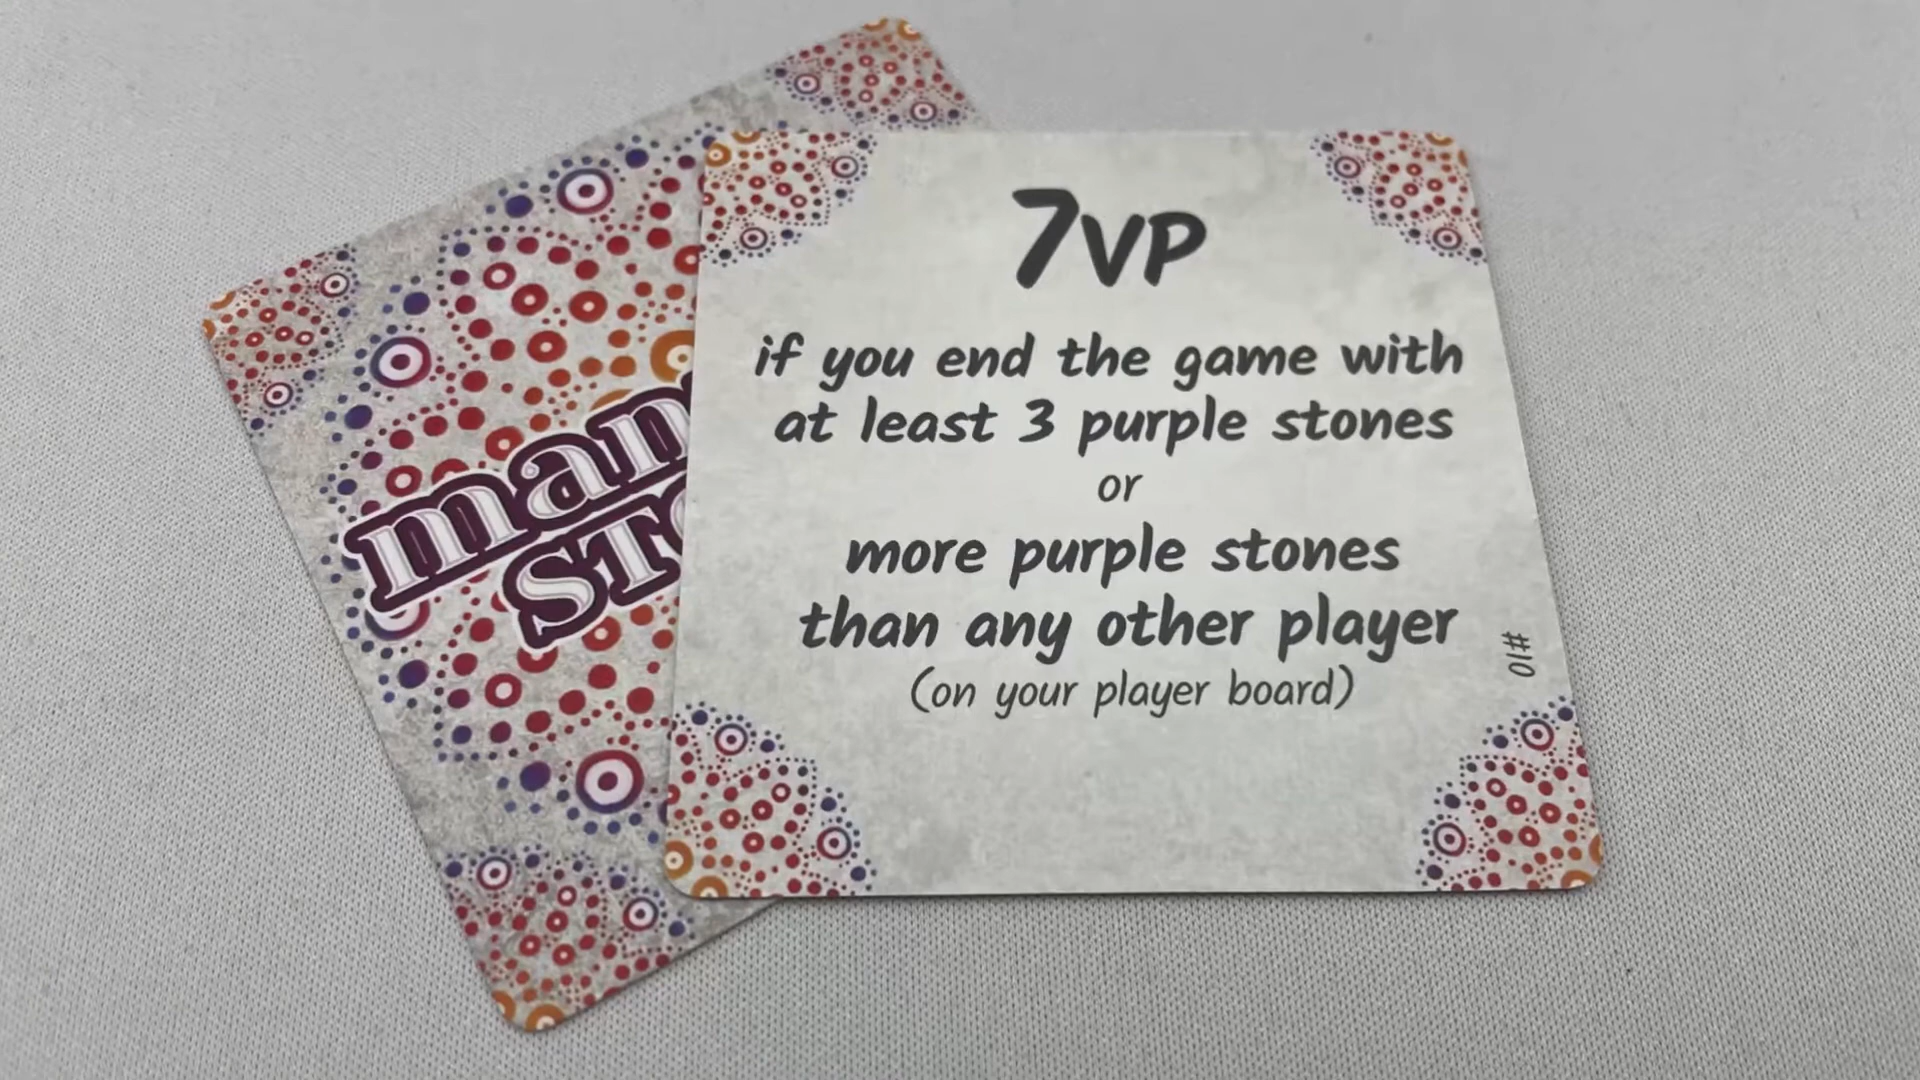 7VP
if you end the game with
at least 3 purple stones
or
more purple stones
than any other player
(on your player board)
#10